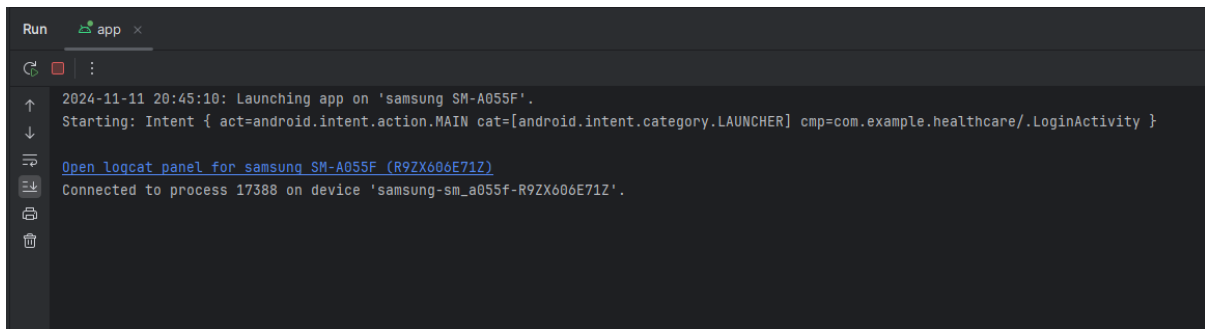 Run app
2024-11-11 20:45:10: Launching app on 'samsung SM-A055F'.
Starting: Intent { act=android.intent.action.MAIN cat=[android.intent.category.LAUNCHER] cmp=com.example.healthcare/.LoginActivity }
Open logcat panel for samsung SM-A055F (R9ZX606E71Z)
Connected to process 17388 on device 'samsung-sm_a055f-R9ZX606E71Z'.